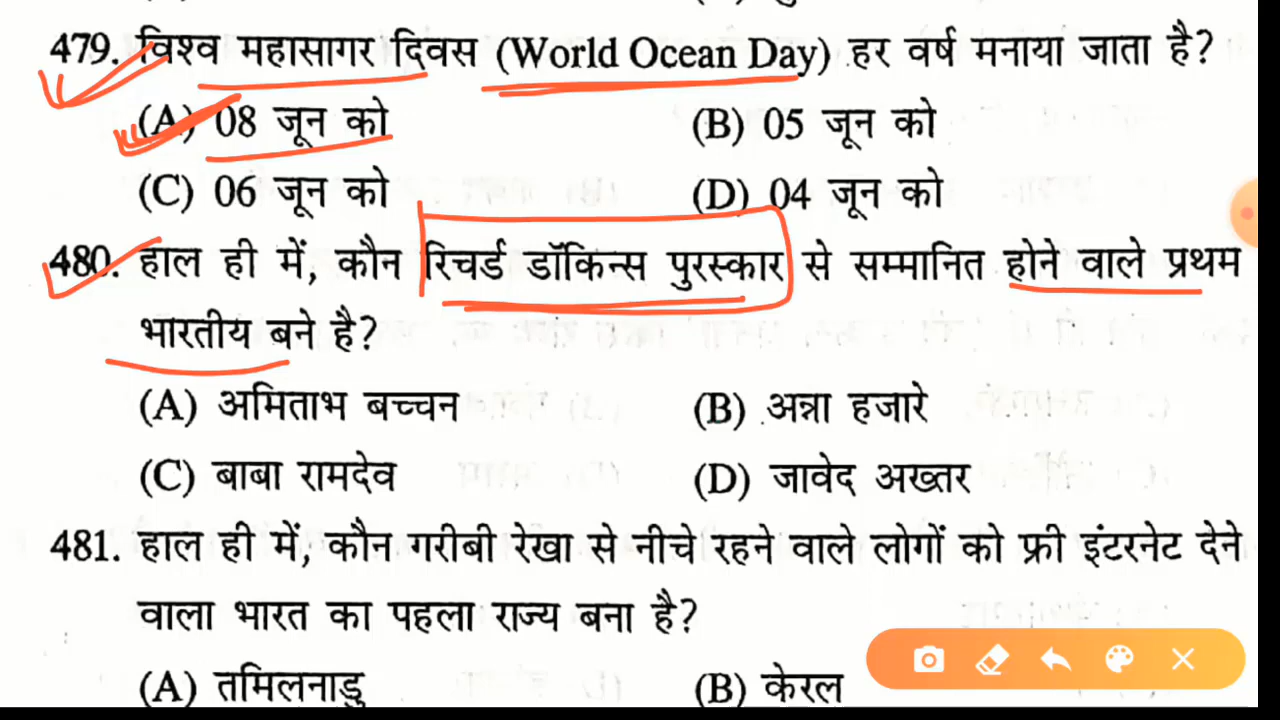 479. विश्व महासागर दिवस (World Ocean Day) हर वर्ष मनाया जाता है?
(A) 08 जून को (B) 05 जून को
(C) 06 जून को (D) 04 जून को
480. हाल ही में, कौन रिचर्ड डॉकिन्स पुरस्कार से सम्मानित होने वाले प्रथम
भारतीय बने है?
(A) अमिताभ बच्चन (B) अन्ना हजारे
(C) बाबा रामदेव (D) जावेद अख्तर
481. हाल ही में, कौन गरीबी रेखा से नीचे रहने वाले लोगों को फ्री इंटरनेट देने
वाला भारत का पहला राज्य बना है?
(A) तमिलनाडु (B) केरल